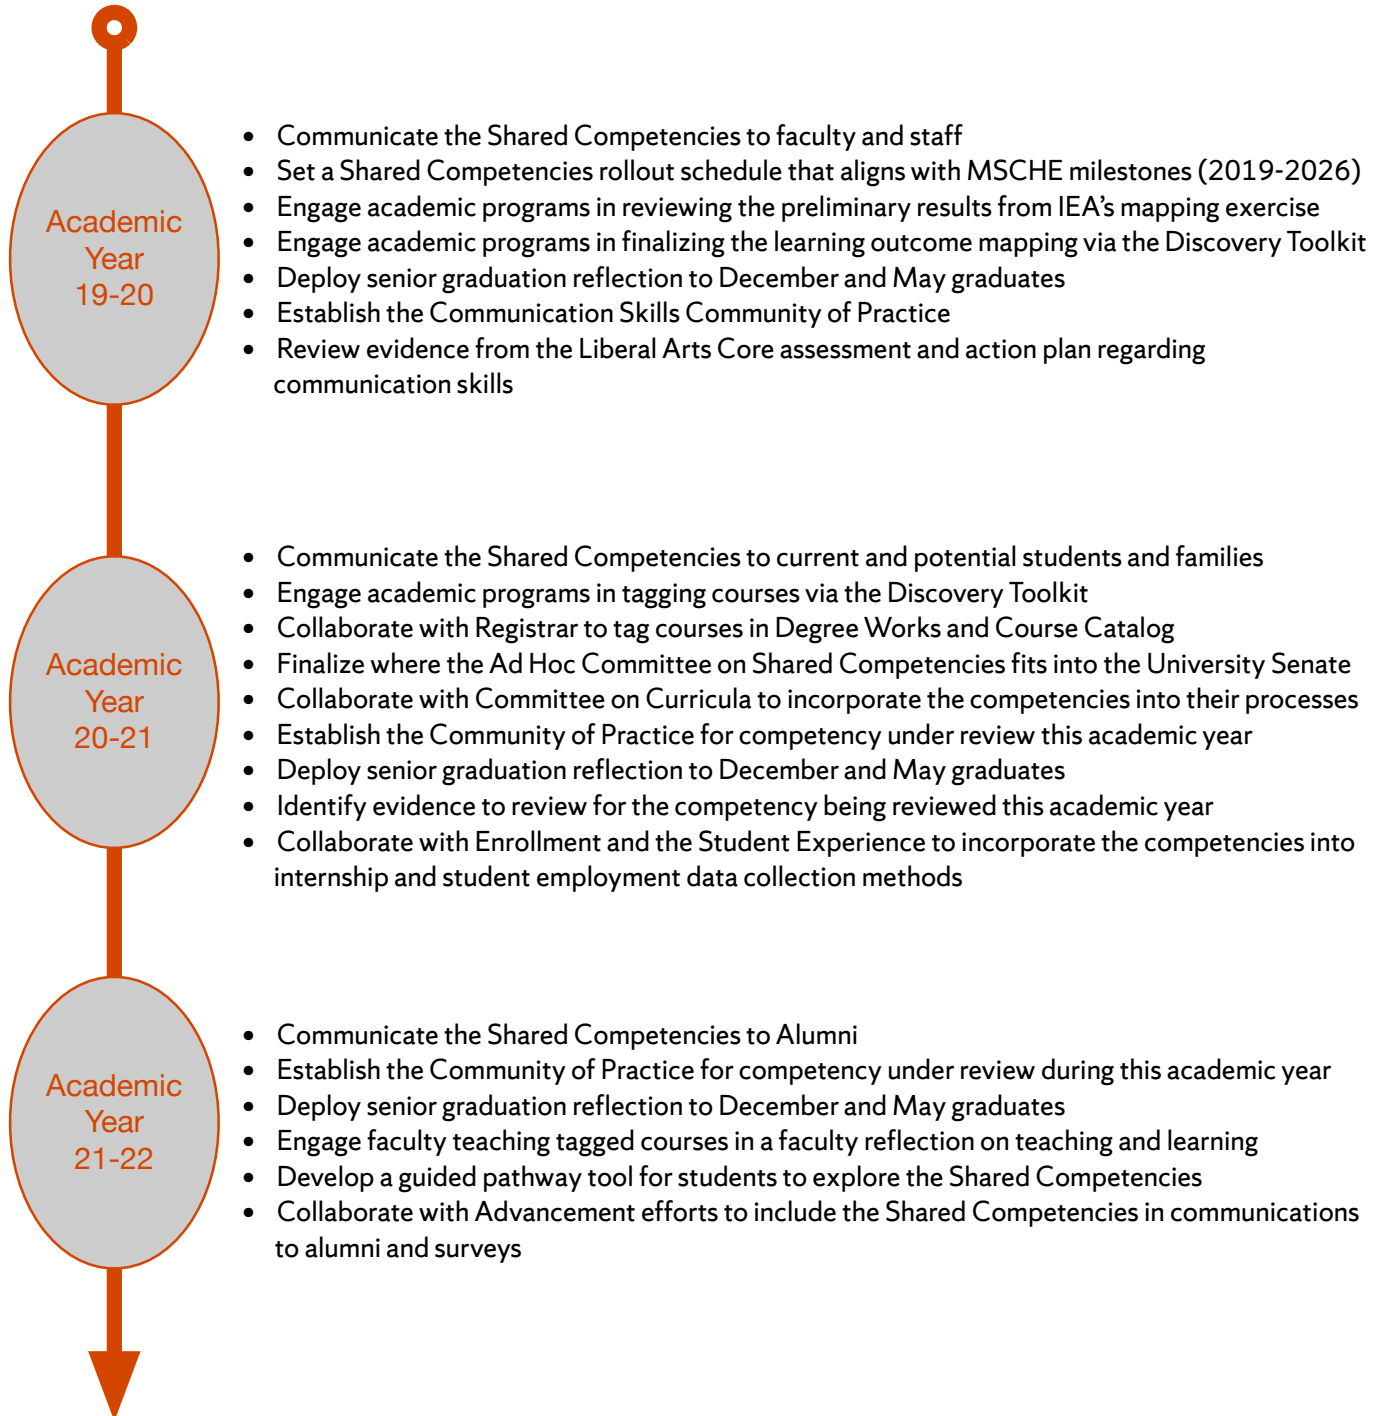 Academic
Year
19-20
• Communicate the Shared Competencies to faculty and staff
• Set a Shared Competencies rollout schedule that aligns with MSCHE milestones (2019-2026)
• Engage academic programs in reviewing the preliminary results from IEA’s mapping exercise
• Engage academic programs in finalizing the learning outcome mapping via the Discovery Toolkit
• Deploy senior graduation reflection to December and May graduates
• Establish the Communication Skills Community of Practice
• Review evidence from the Liberal Arts Core assessment and action plan regarding
communication skills
Academic
Year
20-21
• Communicate the Shared Competencies to current and potential students and families
• Engage academic programs in tagging courses via the Discovery Toolkit
• Collaborate with Registrar to tag courses in Degree Works and Course Catalog
• Finalize where the Ad Hoc Committee on Shared Competencies fits into the University Senate
• Collaborate with Committee on Curricula to incorporate the competencies into their processes
• Establish the Community of Practice for competency under review this academic year
• Deploy senior graduation reflection to December and May graduates
• Identify evidence to review for the competency being reviewed this academic year
• Collaborate with Enrollment and the Student Experience to incorporate the competencies into
internship and student employment data collection methods
Academic
Year
21-22
• Communicate the Shared Competencies to Alumni
• Establish the Community of Practice for competency under review during this academic year
• Deploy senior graduation reflection to December and May graduates
• Engage faculty teaching tagged courses in a faculty reflection on teaching and learning
• Develop a guided pathway tool for students to explore the Shared Competencies
• Collaborate with Advancement efforts to include the Shared Competencies in communications
to alumni and surveys